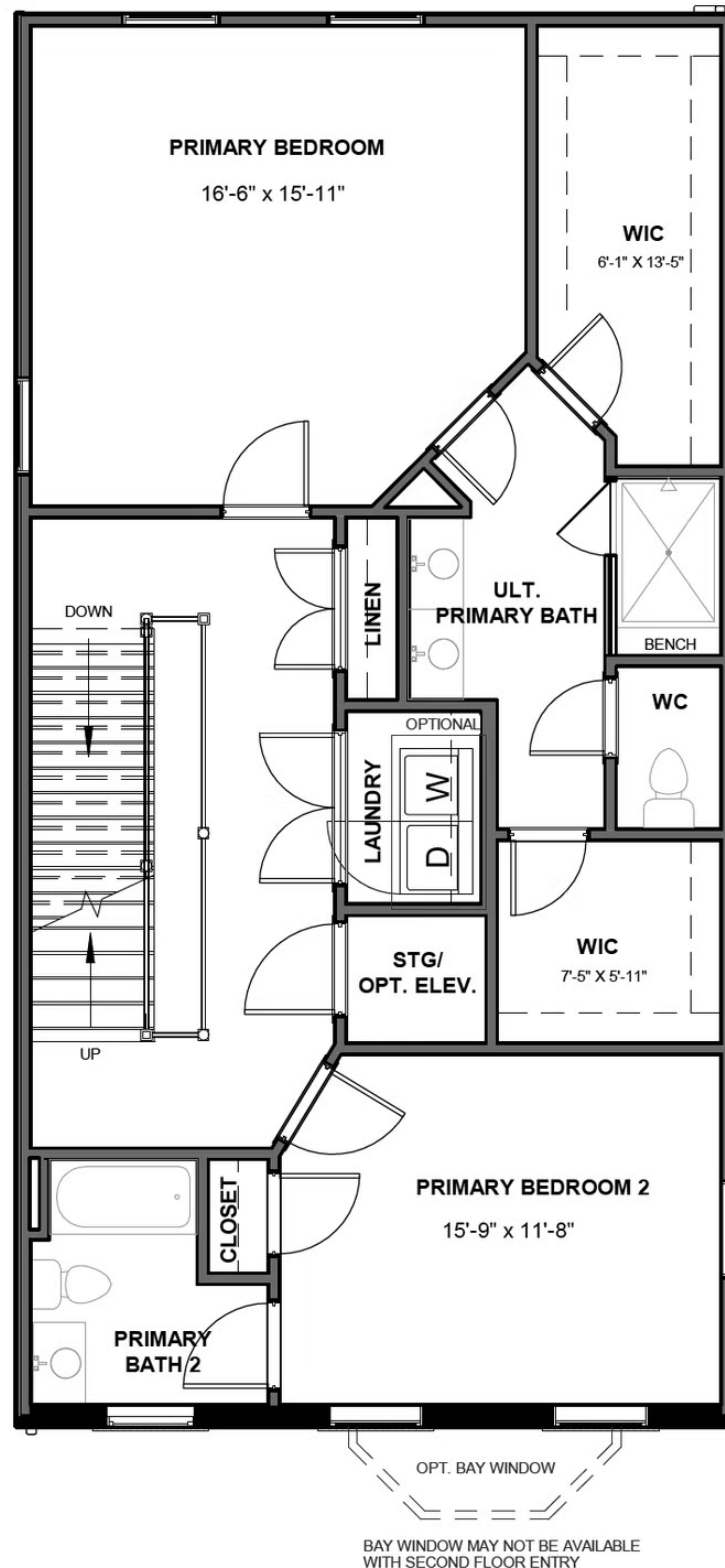 PRIMARY BEDROOM
16'-6" x 15'-11"
WIC
6'-1" X 13'-5"
DOWN
LINEN
ULT.
PRIMARY BATH
BENCH
WC
OPTIONAL
LAUNDRY
W
D
STG/
OPT. ELEV.
WIC
7'-5" X 5'-11"
UP
PRIMARY BEDROOM 2
15'-9" x 11'-8"
CLOSET
PRIMARY
BATH 2
OPT. BAY WINDOW
BAY WINDOW MAY NOT BE AVAILABLE
WITH SECOND FLOOR ENTRY